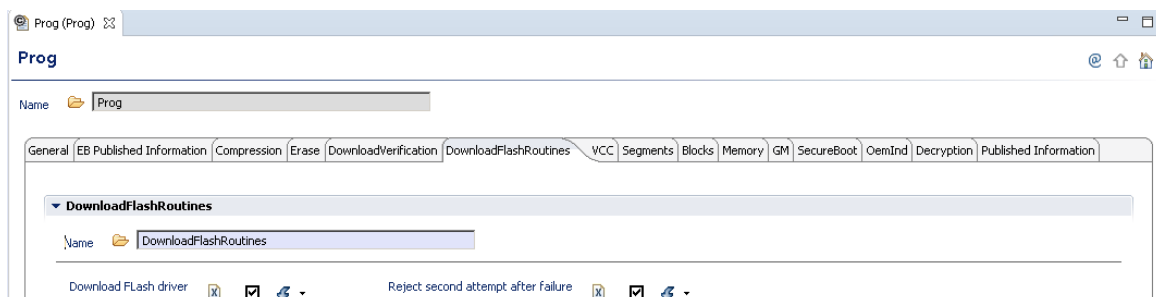 Prog (Prog)
Prog
Name Prog
General EB Published Information Compression Erase DownloadVerification DownloadFlashRoutines VCC Segments Blocks Memory GM SecureBoot OemInd Decryption Published Information
DownloadFlashRoutines
Name DownloadFlashRoutines
Download FLash driver Reject second attempt after failure